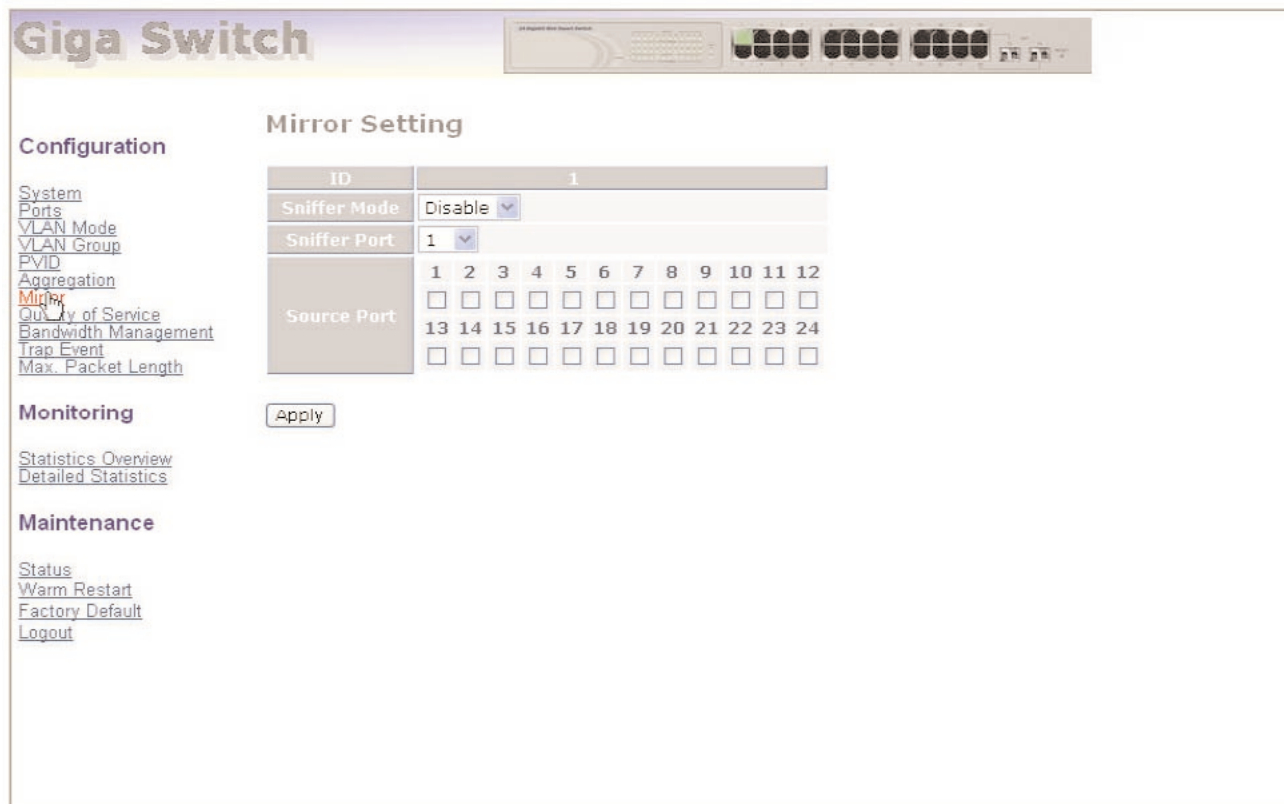 Giga Switch
Configuration
System
Ports
VLAN Mode
VLAN Group
PVID
Aggregation
Mirror
Quality of Service
Bandwidth Management
Trap Event
Max. Packet Length
Monitoring
Statistics Overview
Detailed Statistics
Maintenance
Status
Warm Restart
Factory Default
Logout
Mirror Setting
ID 1
Sniffer Mode Disable
Sniffer Port 1
Source Port
1 2 3 4 5 6 7 8 9 10 11 12
13 14 15 16 17 18 19 20 21 22 23 24
Apply